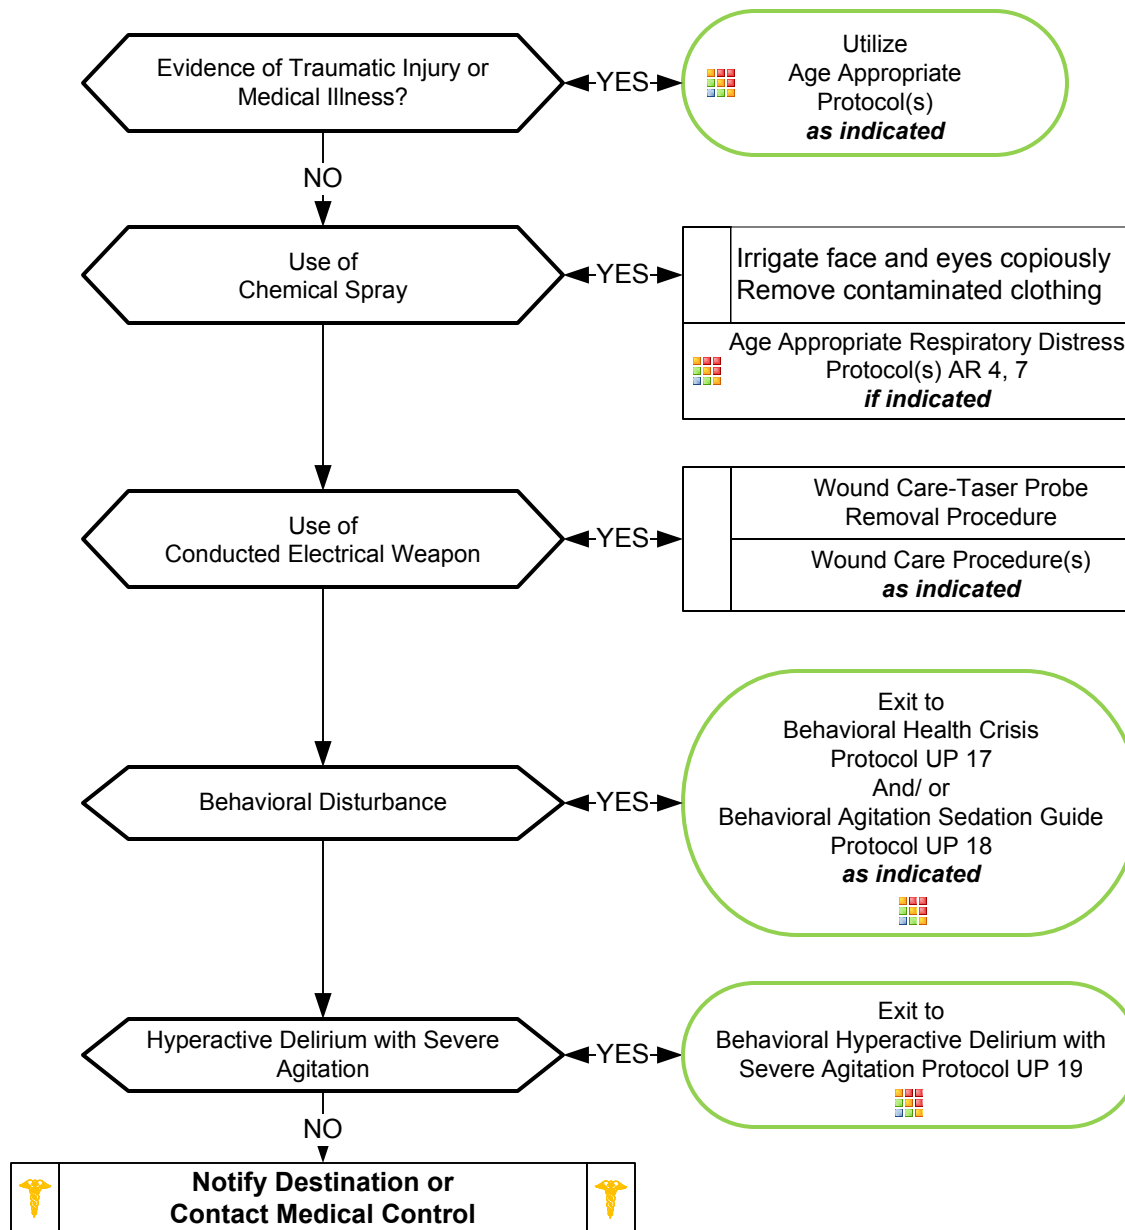 Evidence of Traumatic Injury or
Medical Illness?
YES
Utilize
Age Appropriate
Protocol(s)
as indicated
NO
Use of
Chemical Spray
YES
Irrigate face and eyes copiously
Remove contaminated clothing
Age Appropriate Respiratory Distress
Protocol(s) AR 4, 7
if indicated
Use of
Conducted Electrical Weapon
YES
Wound Care-Taser Probe
Removal Procedure
Wound Care Procedure(s)
as indicated
Behavioral Disturbance
YES
Exit to
Behavioral Health Crisis
Protocol UP 17
And/ or
Behavioral Agitation Sedation Guide
Protocol UP 18
as indicated
Hyperactive Delirium with Severe
Agitation
YES
Exit to
Behavioral Hyperactive Delirium with
Severe Agitation Protocol UP 19
NO
Notify Destination or
Contact Medical Control